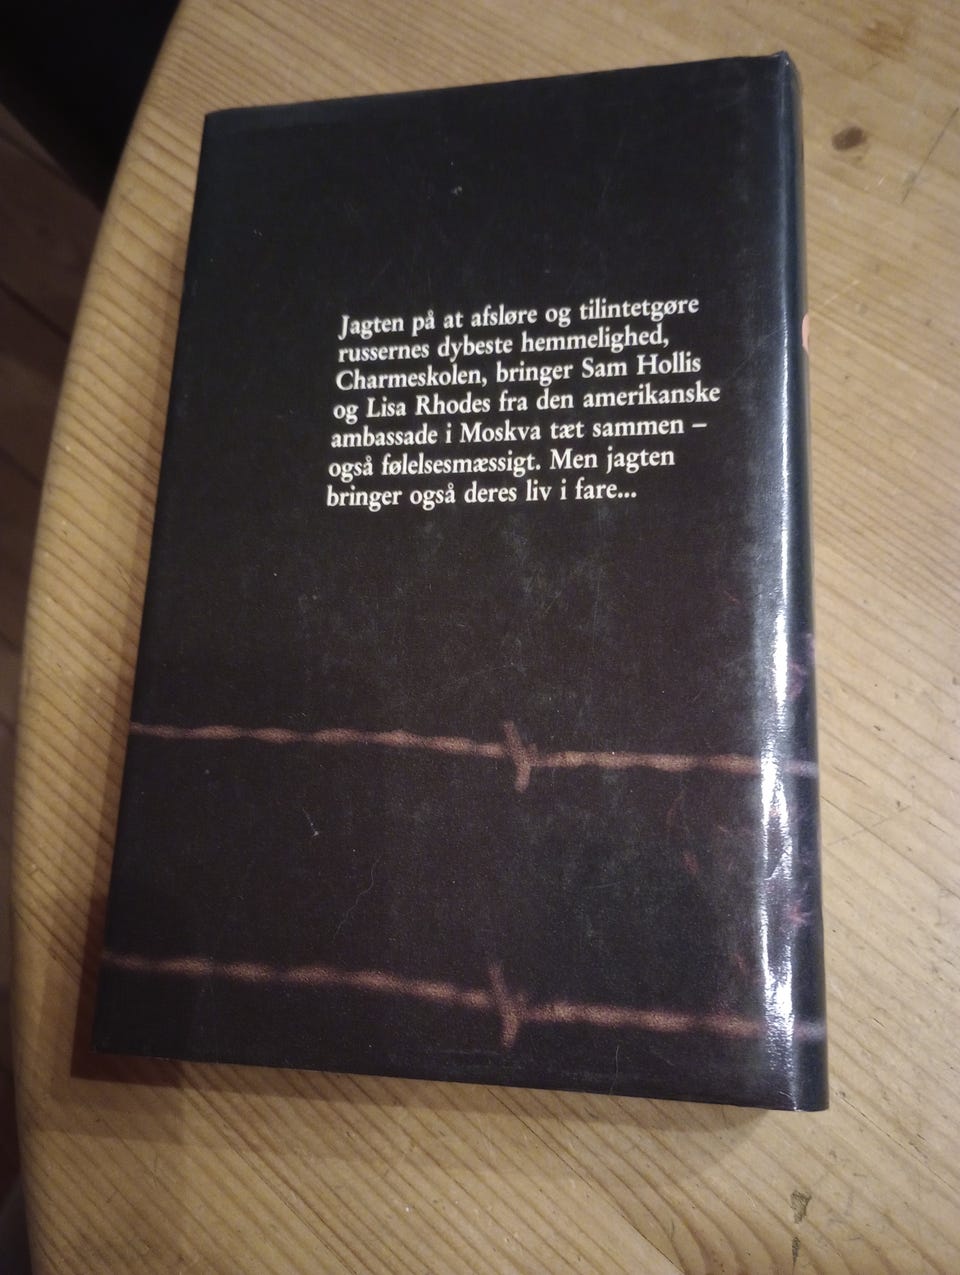 Jagten på at afsløre og tilintetgøre
russernes dybeste hemmelighed,
Charmeskolen, bringer Sam Hollis
og Lisa Rhodes fra den amerikanske
ambassade i Moskva tæt sammen –
også følelsesmæssigt. Men jagten
bringer også deres liv i fare...